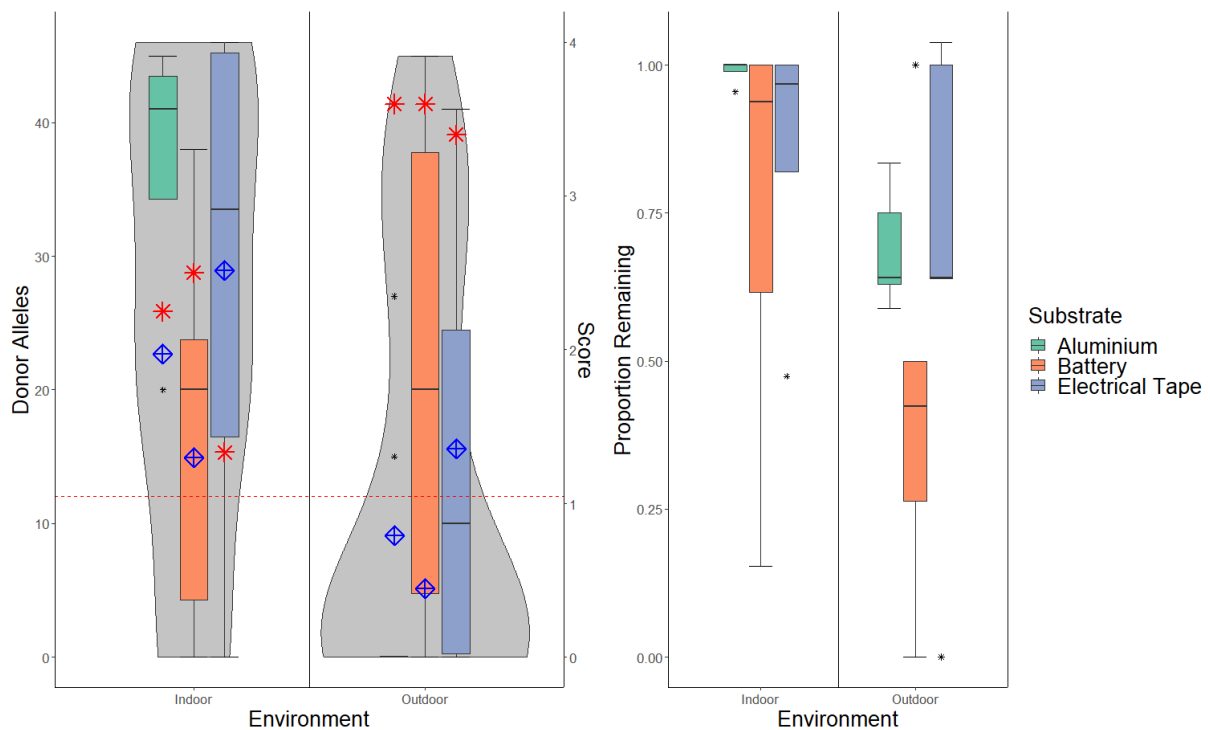 Donor Alleles
40
30
20
10
0
4
3
2
1
0
Score
Indoor
Outdoor
Environment
Proportion Remaining
1.00
0.75
0.50
0.25
0.00
Indoor
Outdoor
Environment
Substrate
Aluminium
Battery
Electrical Tape